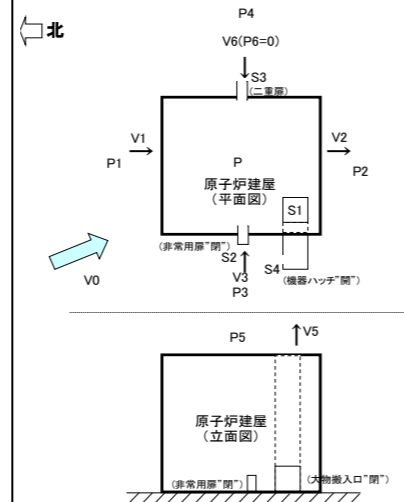 北
P4
V6(P6=0)
S3
(二重扉)
V1
P1
V2
P2
P
原子炉建屋
(平面図)
S1
(非常用扉"閉")
S2
V3
P3
S4
(機器ハッチ"開")
V0
P5
V5
原子炉建屋
(立面図)
(非常用扉"閉")
(大物搬入口"閉")